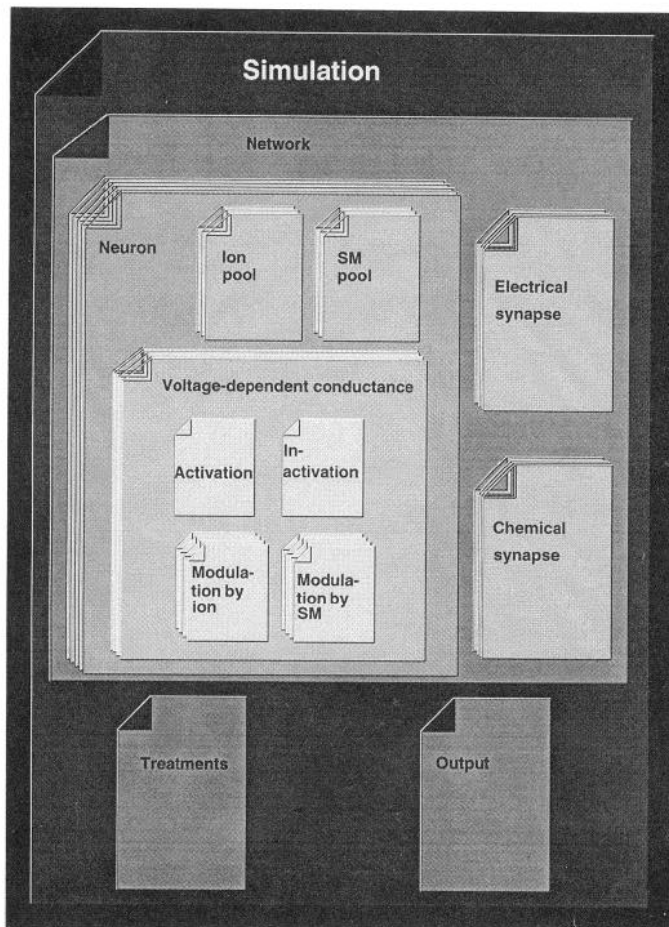 Simulation
Network
Neuron
Ion
pool
SM
pool
Electrical
synapse
Voltage-dependent conductance
Activation
In-
activation
Modula-
tion by
ion
Modula-
tion by
SM
Chemical
synapse
Treatments
Output